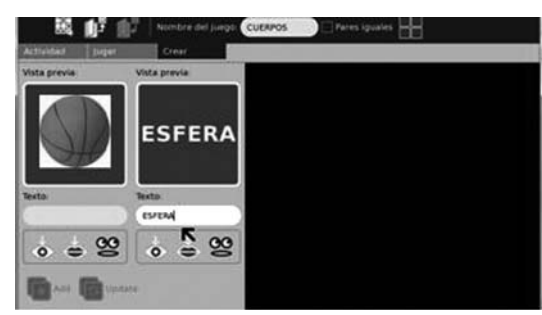 Nombre del juego: CUERPOS Pares iguales
Actividad Jugar Crear
Vista previa: Vista previa:
ESFERA
Texto: Texto:
ESFERA
Add Update